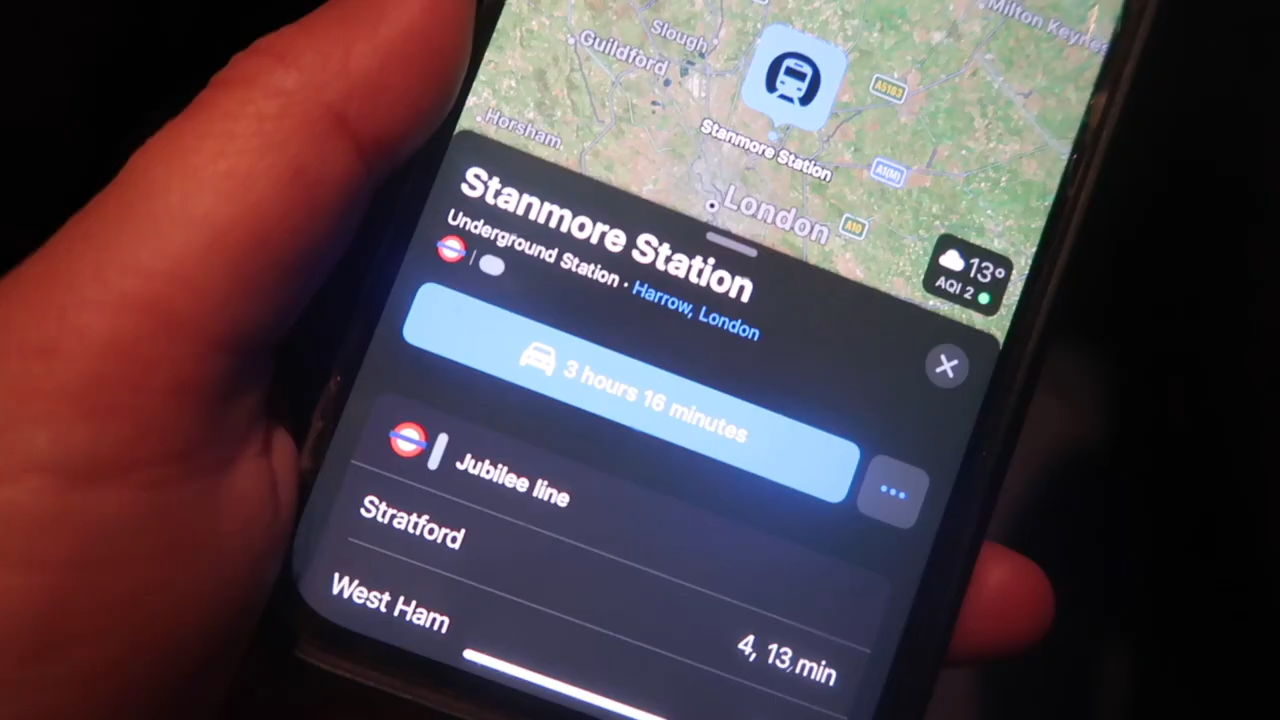 Milton Keynes
Slough
Guildford
A5183
Horsham
Stanmore Station
A1(M)
London
A10
13°
AQI 2
Stanmore Station
Underground Station · Harrow, London
3 hours 16 minutes
Jubilee line
Stratford
4, 13 min
West Ham